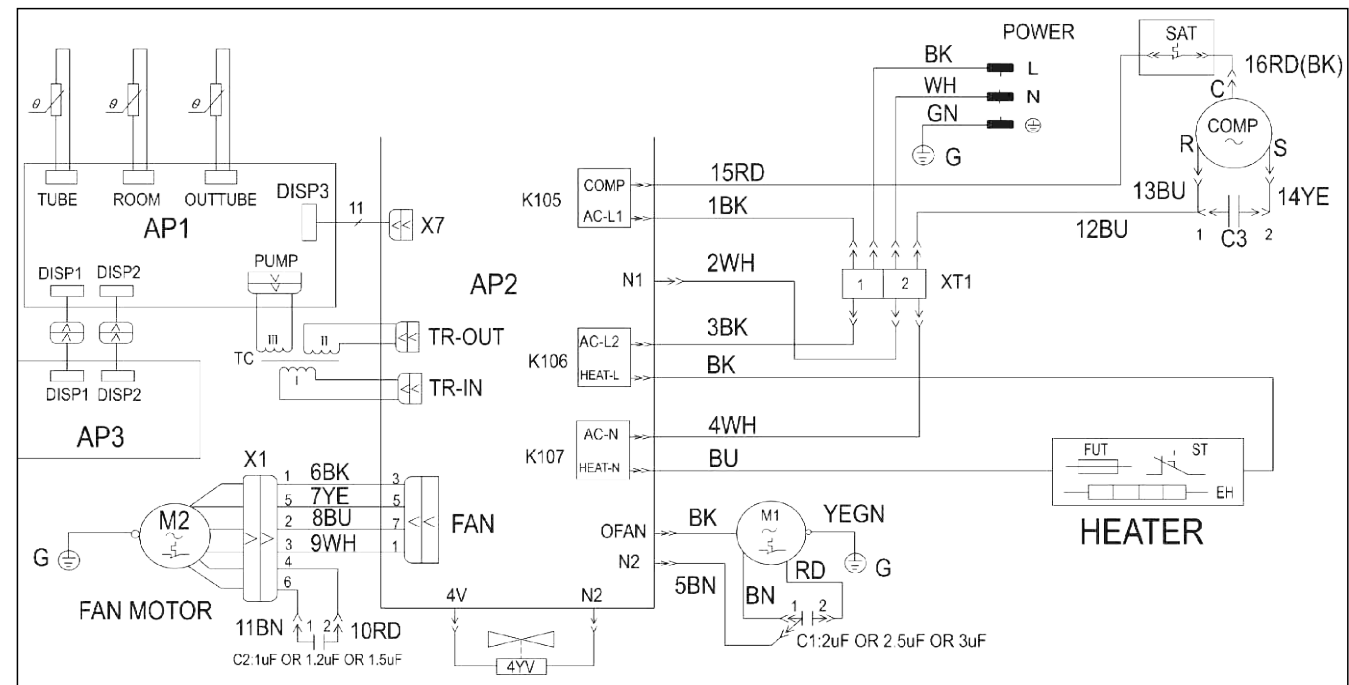 POWER
SAT
BK
L
16RD(BK)
WH
N
C
GN
COMP
θ
θ
θ
G
R
S
TUBE
ROOM
OUTTUBE
DISP3
11
X7
AP1
K105
COMP
15RD
AC-L1
1BK
13BU
14YE
12BU
1
C3
2
DISP1
DISP2
PUMP
AP2
N1
2WH
1
2
XT1
III
II
TR-OUT
TC
I
TR-IN
K106
AC-L2
3BK
HEAT-L
BK
DISP1
DISP2
AP3
K107
AC-N
4WH
HEAT-N
BU
FUT
ST
EH
HEATER
X1
1
6BK
3
5
7YE
5
2
8BU
7
3
9WH
1
4
6
FAN
M2
G
FAN MOTOR
11BN
1
2
10RD
C2:1uF OR 1.2uF OR 1.5uF
OFAN
BK
M1
YEGN
N2
5BN
G
RD
BN
1
2
C1:2uF OR 2.5uF OR 3uF
4V
N2
4YV